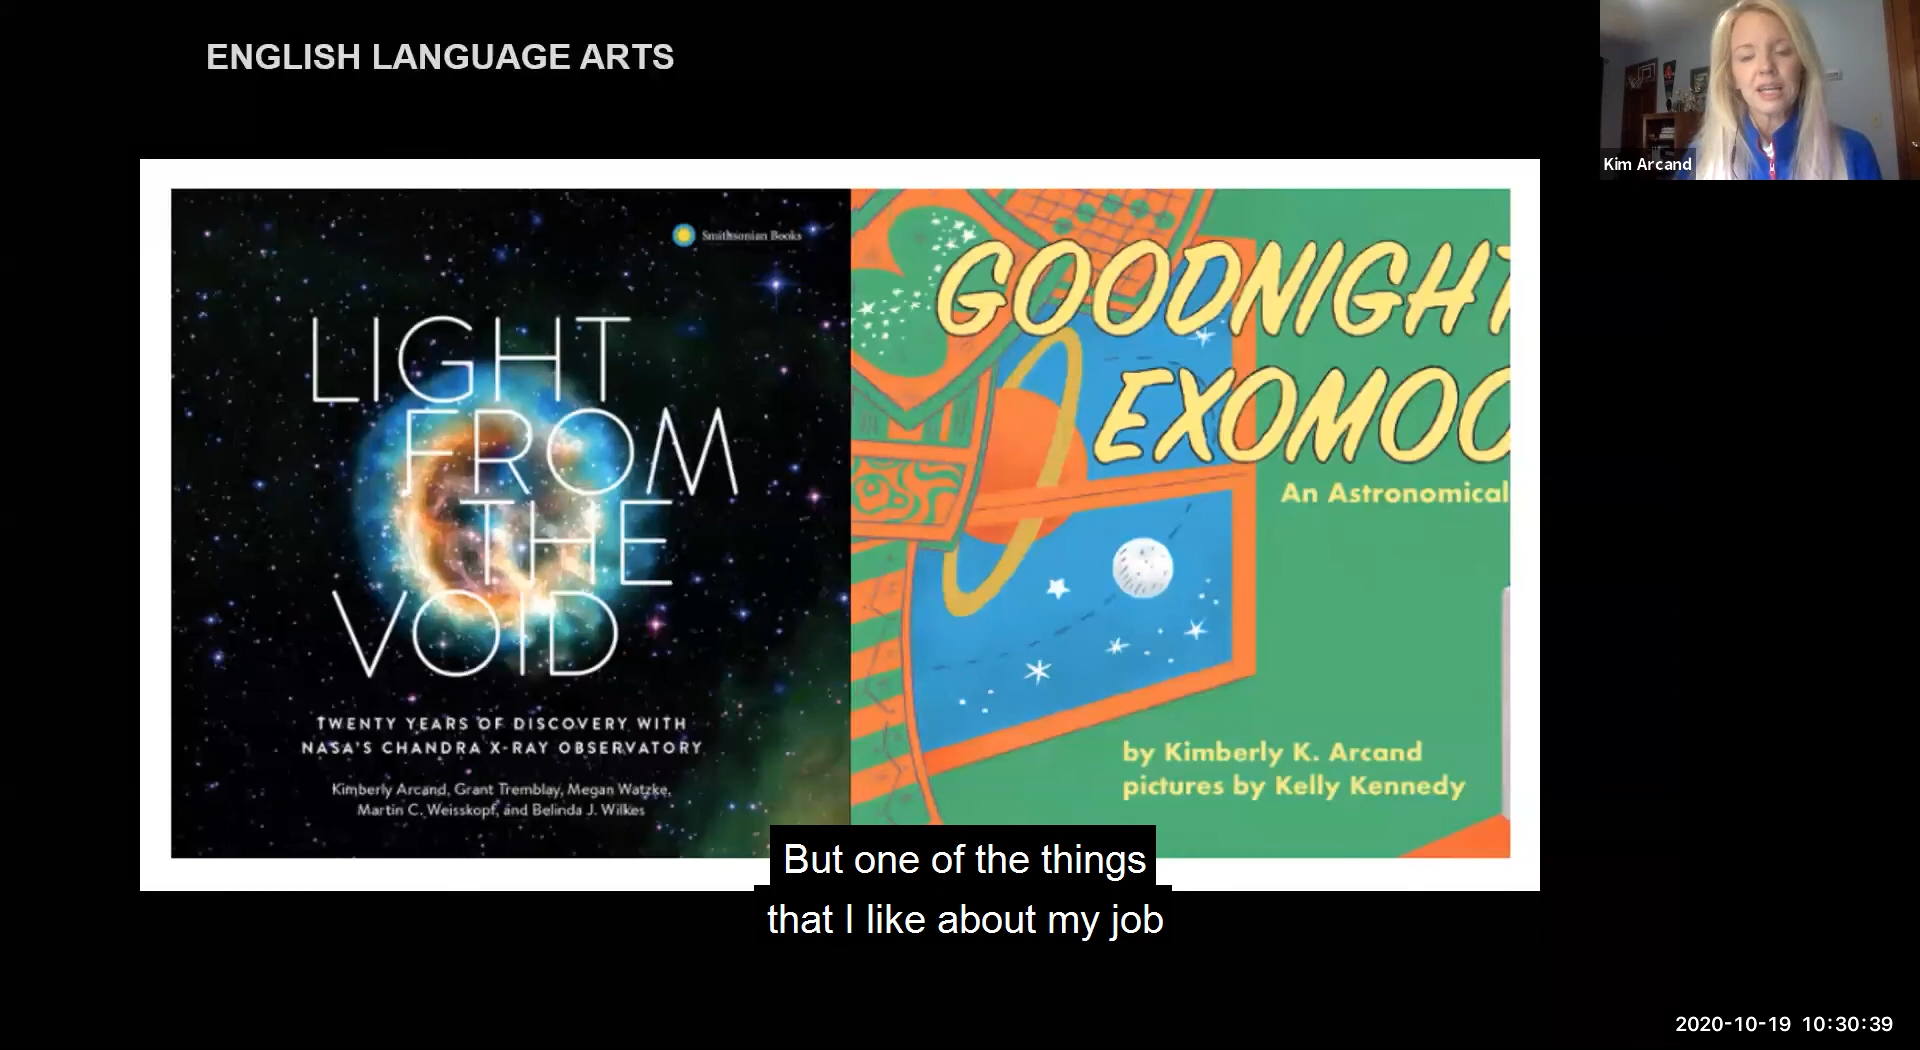 ENGLISH LANGUAGE ARTS
Kim Arcand
Smithsonian Books
LIGHT
FROM
THE
VOID
TWENTY YEARS OF DISCOVERY WITH
NASA'S CHANDRA X-RAY OBSERVATORY
Kimberly Arcand, Grant Tremblay, Megan Watzke,
Martin C. Weisskopf, and Belinda J. Wilkes
GOODNIGHT
EXOMOO
An Astronomical
by Kimberly K. Arcand
pictures by Kelly Kennedy
But one of the things
that I like about my job
2020-10-19 10:30:39